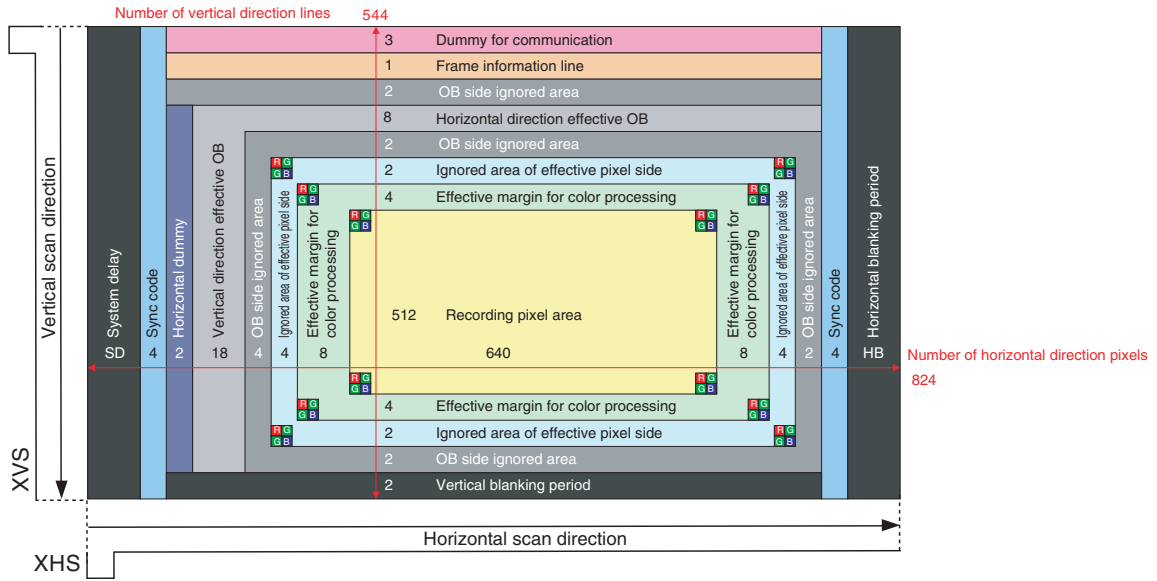 Number of vertical direction lines 544
3 Dummy for communication
1 Frame information line
2 OB side ignored area
8 Horizontal direction effective OB
2 OB side ignored area
R G R G
2 Ignored area of effective pixel side
G B G B
R G R G
4 Effective margin for color processing
G B G B
R G R G
G B G B
Vertical scan direction
System delay
Sync code
Horizontal dummy
Vertical direction effective OB
OB side ignored area
Ignored area of effective pixel side
Effective margin for
color processing
512 Recording pixel area
Effective margin for
color processing
Ignored area of effective pixel side
OB side ignored area
Sync code
Horizontal blanking period
SD 4 2 18 4 4 8 640 8 4 2 4 HB
Number of horizontal direction pixels
824
R G R G
G B G B
R G R G
4 Effective margin for color processing
G B G B
R G R G
2 Ignored area of effective pixel side
G B G B
2 OB side ignored area
2 Vertical blanking period
XVS
Horizontal scan direction
XHS